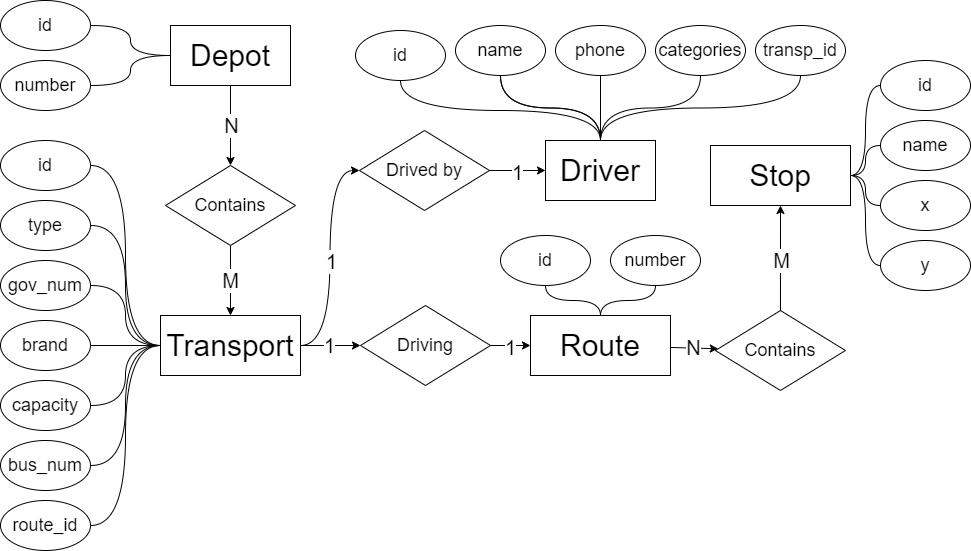 id
number
Depot
N
Contains
M
id
type
gov_num
brand
capacity
bus_num
route_id
Transport
1
Drived by
1
id
name
phone
categories
transp_id
Driver
1
Driving
1
id
number
Route
N
Contains
M
Stop
id
name
x
y